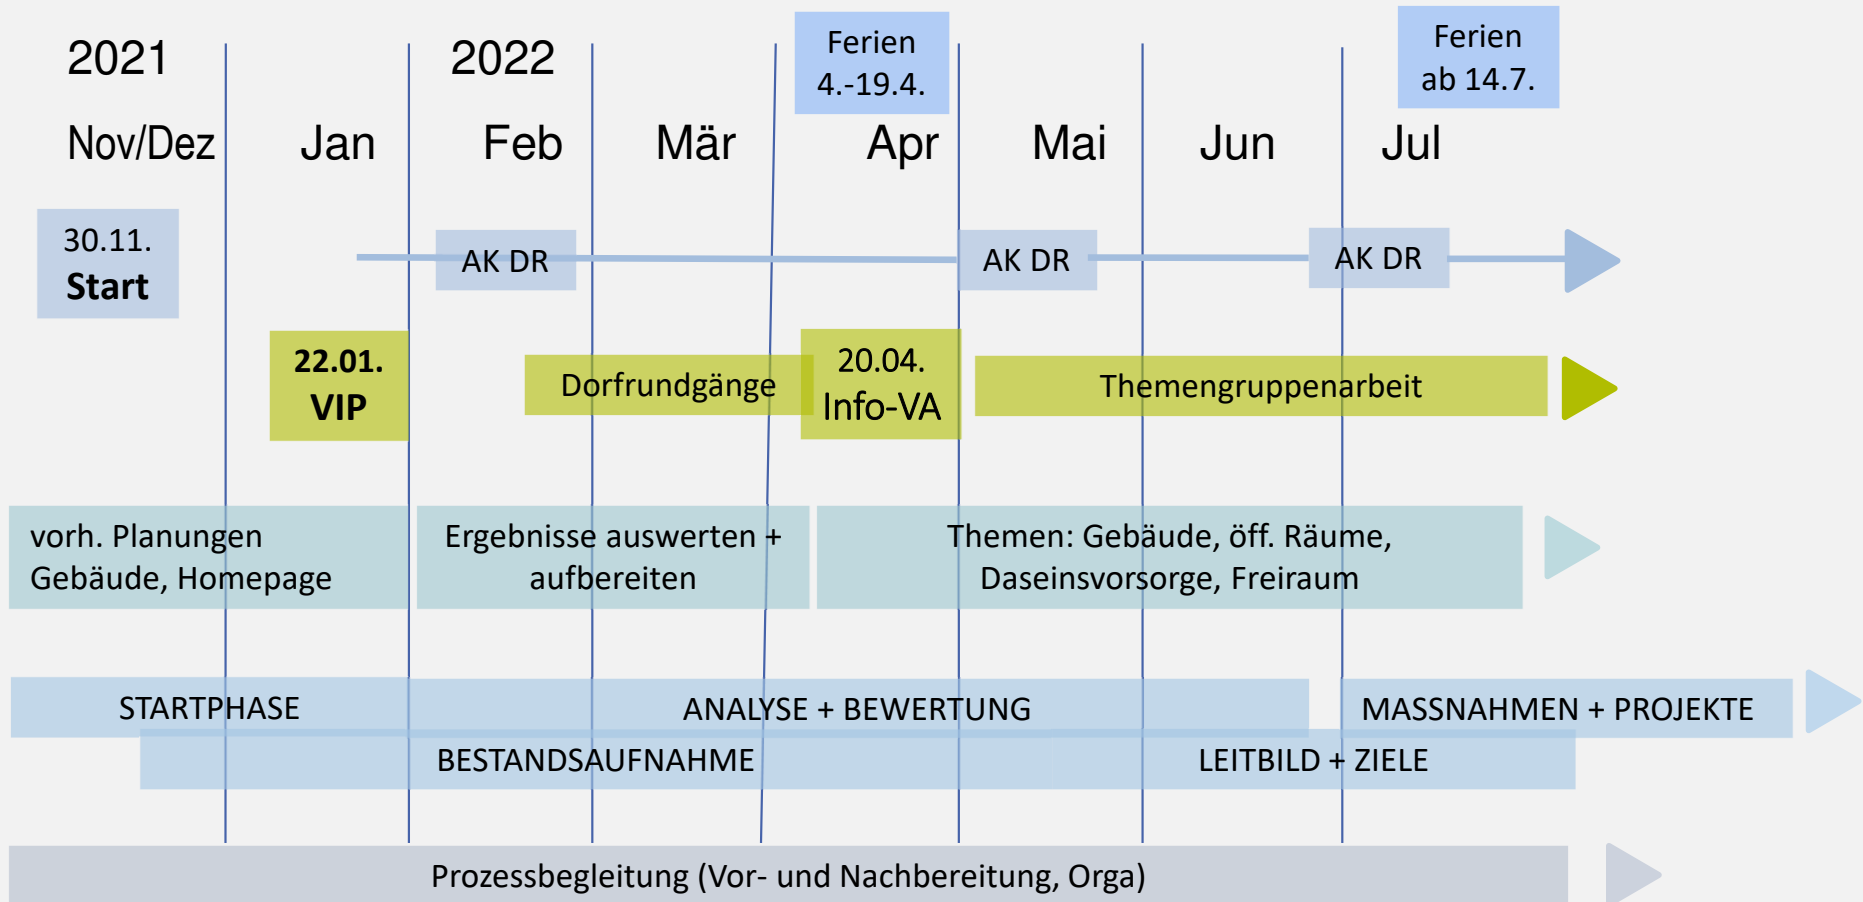 2021
2022
Ferien
4.-19.4.
Ferien
ab 14.7.
Nov/Dez
Jan
Feb
Mär
Apr
Mai
Jun
Jul
30.11.
Start
AK DR
AK DR
AK DR
22.01.
VIP
Dorfrundgänge
20.04.
Info-VA
Themengruppenarbeit
vorh. Planungen
Gebäude, Homepage
Ergebnisse auswerten +
aufbereiten
Themen: Gebäude, öff. Räume,
Daseinsvorsorge, Freiraum
STARTPHASE
ANALYSE + BEWERTUNG
MASSNAHMEN + PROJEKTE
BESTANDSAUFNAHME
LEITBILD + ZIELE
Prozessbegleitung (Vor- und Nachbereitung, Orga)